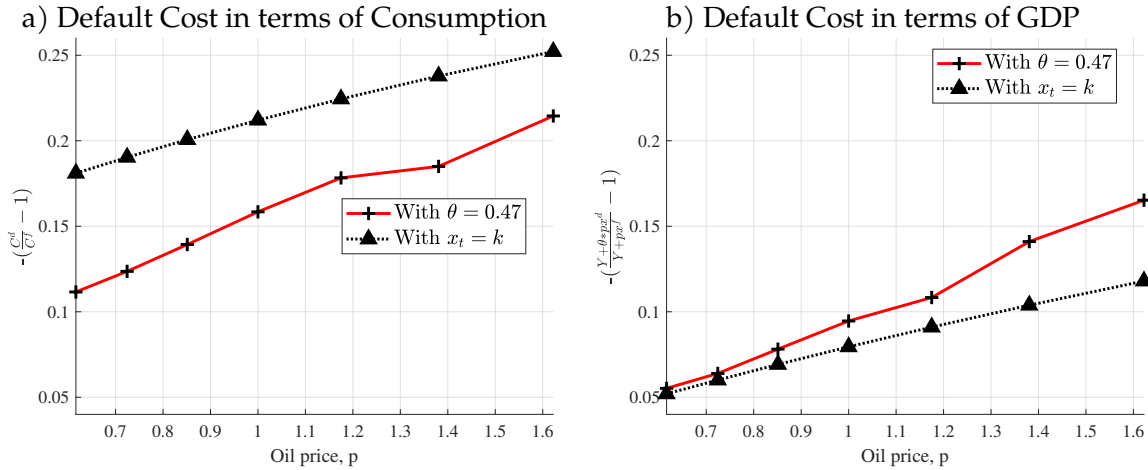 a) Default Cost in terms of Consumption
0.25
0.2
0.15
0.1
0.05
-(\frac{C^d}{C^f} - 1)
With θ = 0.47
With x_t = k
0.7 0.8 0.9 1 1.1 1.2 1.3 1.4 1.5 1.6
Oil price, p
b) Default Cost in terms of GDP
0.25
0.2
0.15
0.1
0.05
-(\frac{Y+θ*px^d}{Y+px^f} - 1)
With θ = 0.47
With x_t = k
0.7 0.8 0.9 1 1.1 1.2 1.3 1.4 1.5 1.6
Oil price, p